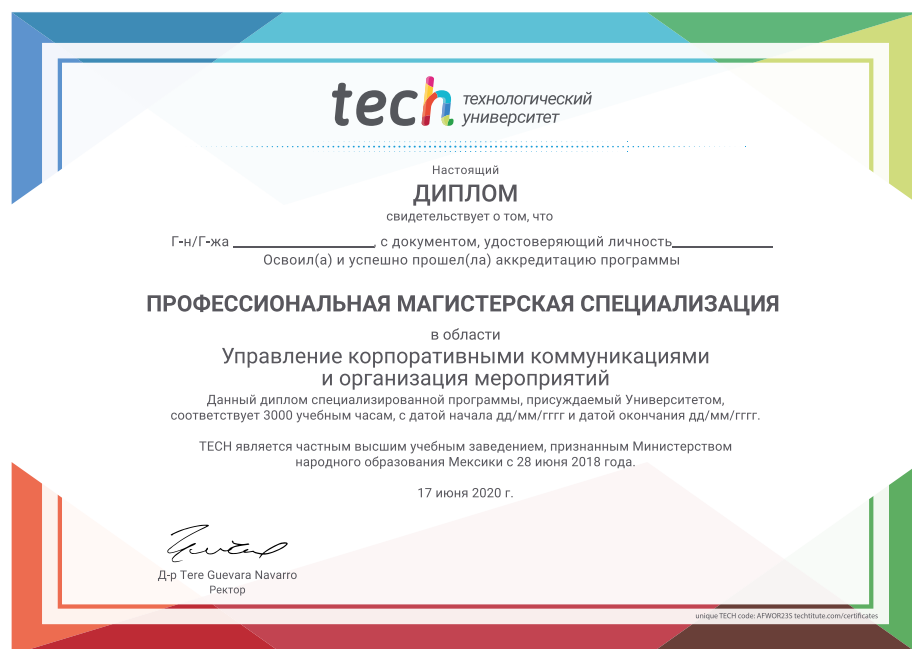 tech технологический
университет
Настоящий
ДИПЛОМ
свидетельствует о том, что
Г-н/Г-жа ____________________, с документом, удостоверяющий личность______________
Освоил(а) и успешно прошел(ла) аккредитацию программы
ПРОФЕССИОНАЛЬНАЯ МАГИСТЕРСКАЯ СПЕЦИАЛИЗАЦИЯ
в области
Управление корпоративными коммуникациями
и организация мероприятий
Данный диплом специализированной программы, присуждаемый Университетом,
соответствует 3000 учебным часам, с датой начала дд/мм/гггг и датой окончания дд/мм/гггг.
TECH является частным высшим учебным заведением, признанным Министерством
народного образования Мексики с 28 июня 2018 года.
17 июня 2020 г.
Д-р Tere Guevara Navarro
Ректор
unique TECH code: AFWOR23S techtitute.com/certificates